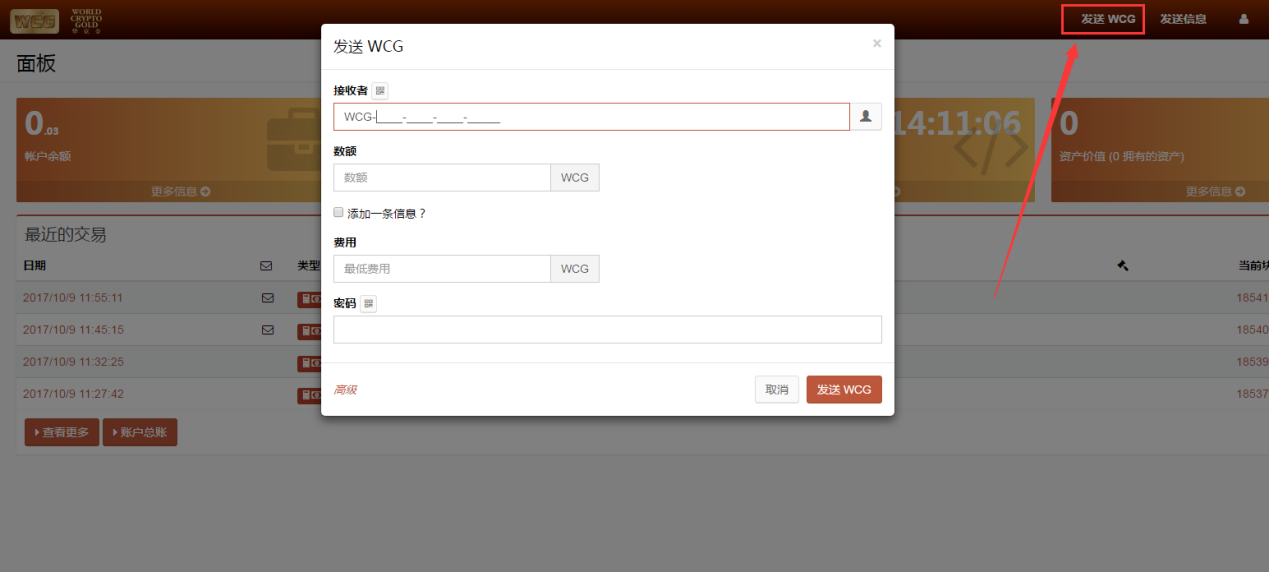 WCG
WORLD
CRYPTO
GOLD
发送 WCG
发送信息
面板
0.03
帐户余额
更多信息
14:11:06
0
资产价值 (0 拥有的资产)
更多信息
最近的交易
日期
类型
当前块
2017/10/9 11:55:11
18541
2017/10/9 11:45:15
18540
2017/10/9 11:32:25
18539
2017/10/9 11:27:42
18537
查看更多
账户总账
发送 WCG
×
接收者
WCG-____-____-____-_____
数额
数额
WCG
添加一条信息？
费用
最低费用
WCG
密码
高级
取消
发送 WCG